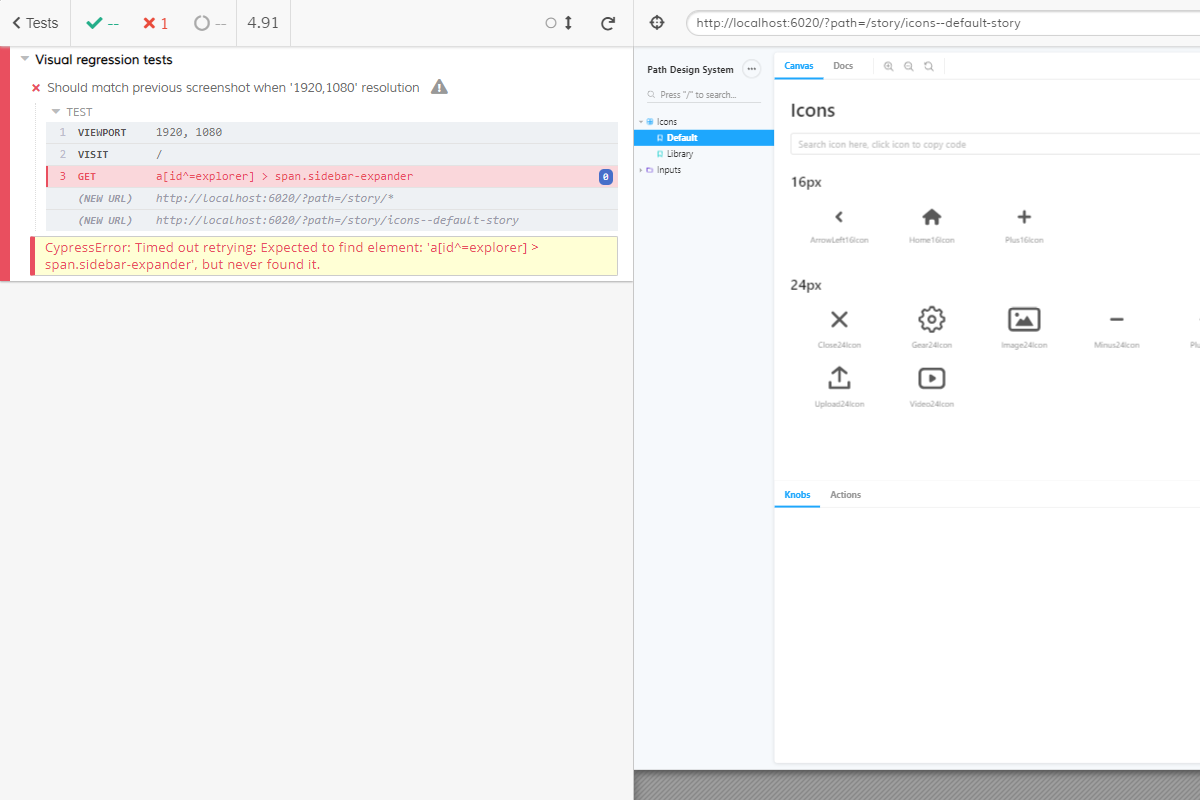 Tests
--
1
--
4.91
http://localhost:6020/?path=/story/icons--default-story
Visual regression tests
Should match previous screenshot when '1920,1080' resolution
TEST
1 VIEWPORT 1920, 1080
2 VISIT /
3 GET a[id^=explorer] > span.sidebar-expander 0
(NEW URL) http://localhost:6020/?path=/story/*
(NEW URL) http://localhost:6020/?path=/story/icons--default-story
CypressError: Timed out retrying: Expected to find element: 'a[id^=explorer] >
span.sidebar-expander', but never found it.
Path Design System
Press "/" to search...
Icons
Default
Library
Inputs
Canvas Docs
Icons
Search icon here, click icon to copy code
16px
ArrowLeft16Icon Home16Icon Plus16Icon
24px
Close24Icon Gear24Icon Image24Icon Minus24Icon
Upload24Icon Video24Icon
Knobs Actions